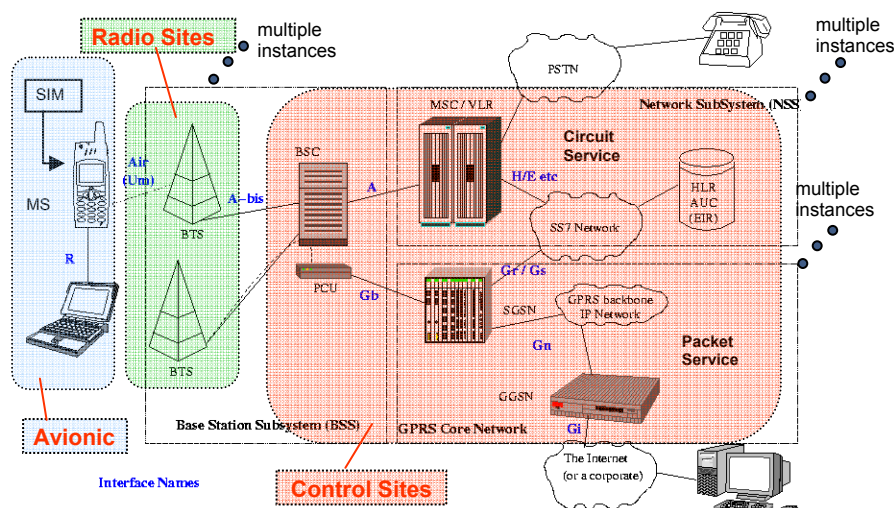 Radio Sites
multiple
instances
multiple
instances
PSTN
SIM
MSC / VLR
Network SubSystem (NSS
Circuit
Service
BSC
Air
(Um)
A-bis
A
H/E etc
HLR
AUC
(EIR)
multiple
instances
MS
BTS
SS7 Network
R
PCU
Gb
Gr / Gs
SGSN
GPRS backbone
IP Network
Gn
Packet
Service
BTS
GGSN
Avionic
Base Station Subsystem (BSS)
GPRS Core Network
Gi
Interface Names
Control Sites
The Internet
(or a corporate)